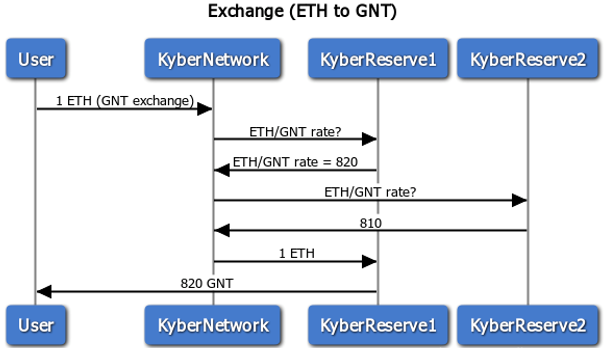 Exchange (ETH to GNT)
User KyberNetwork KyberReserve1 KyberReserve2
1 ETH (GNT exchange)
ETH/GNT rate?
ETH/GNT rate = 820
ETH/GNT rate?
810
1 ETH
820 GNT
User KyberNetwork KyberReserve1 KyberReserve2